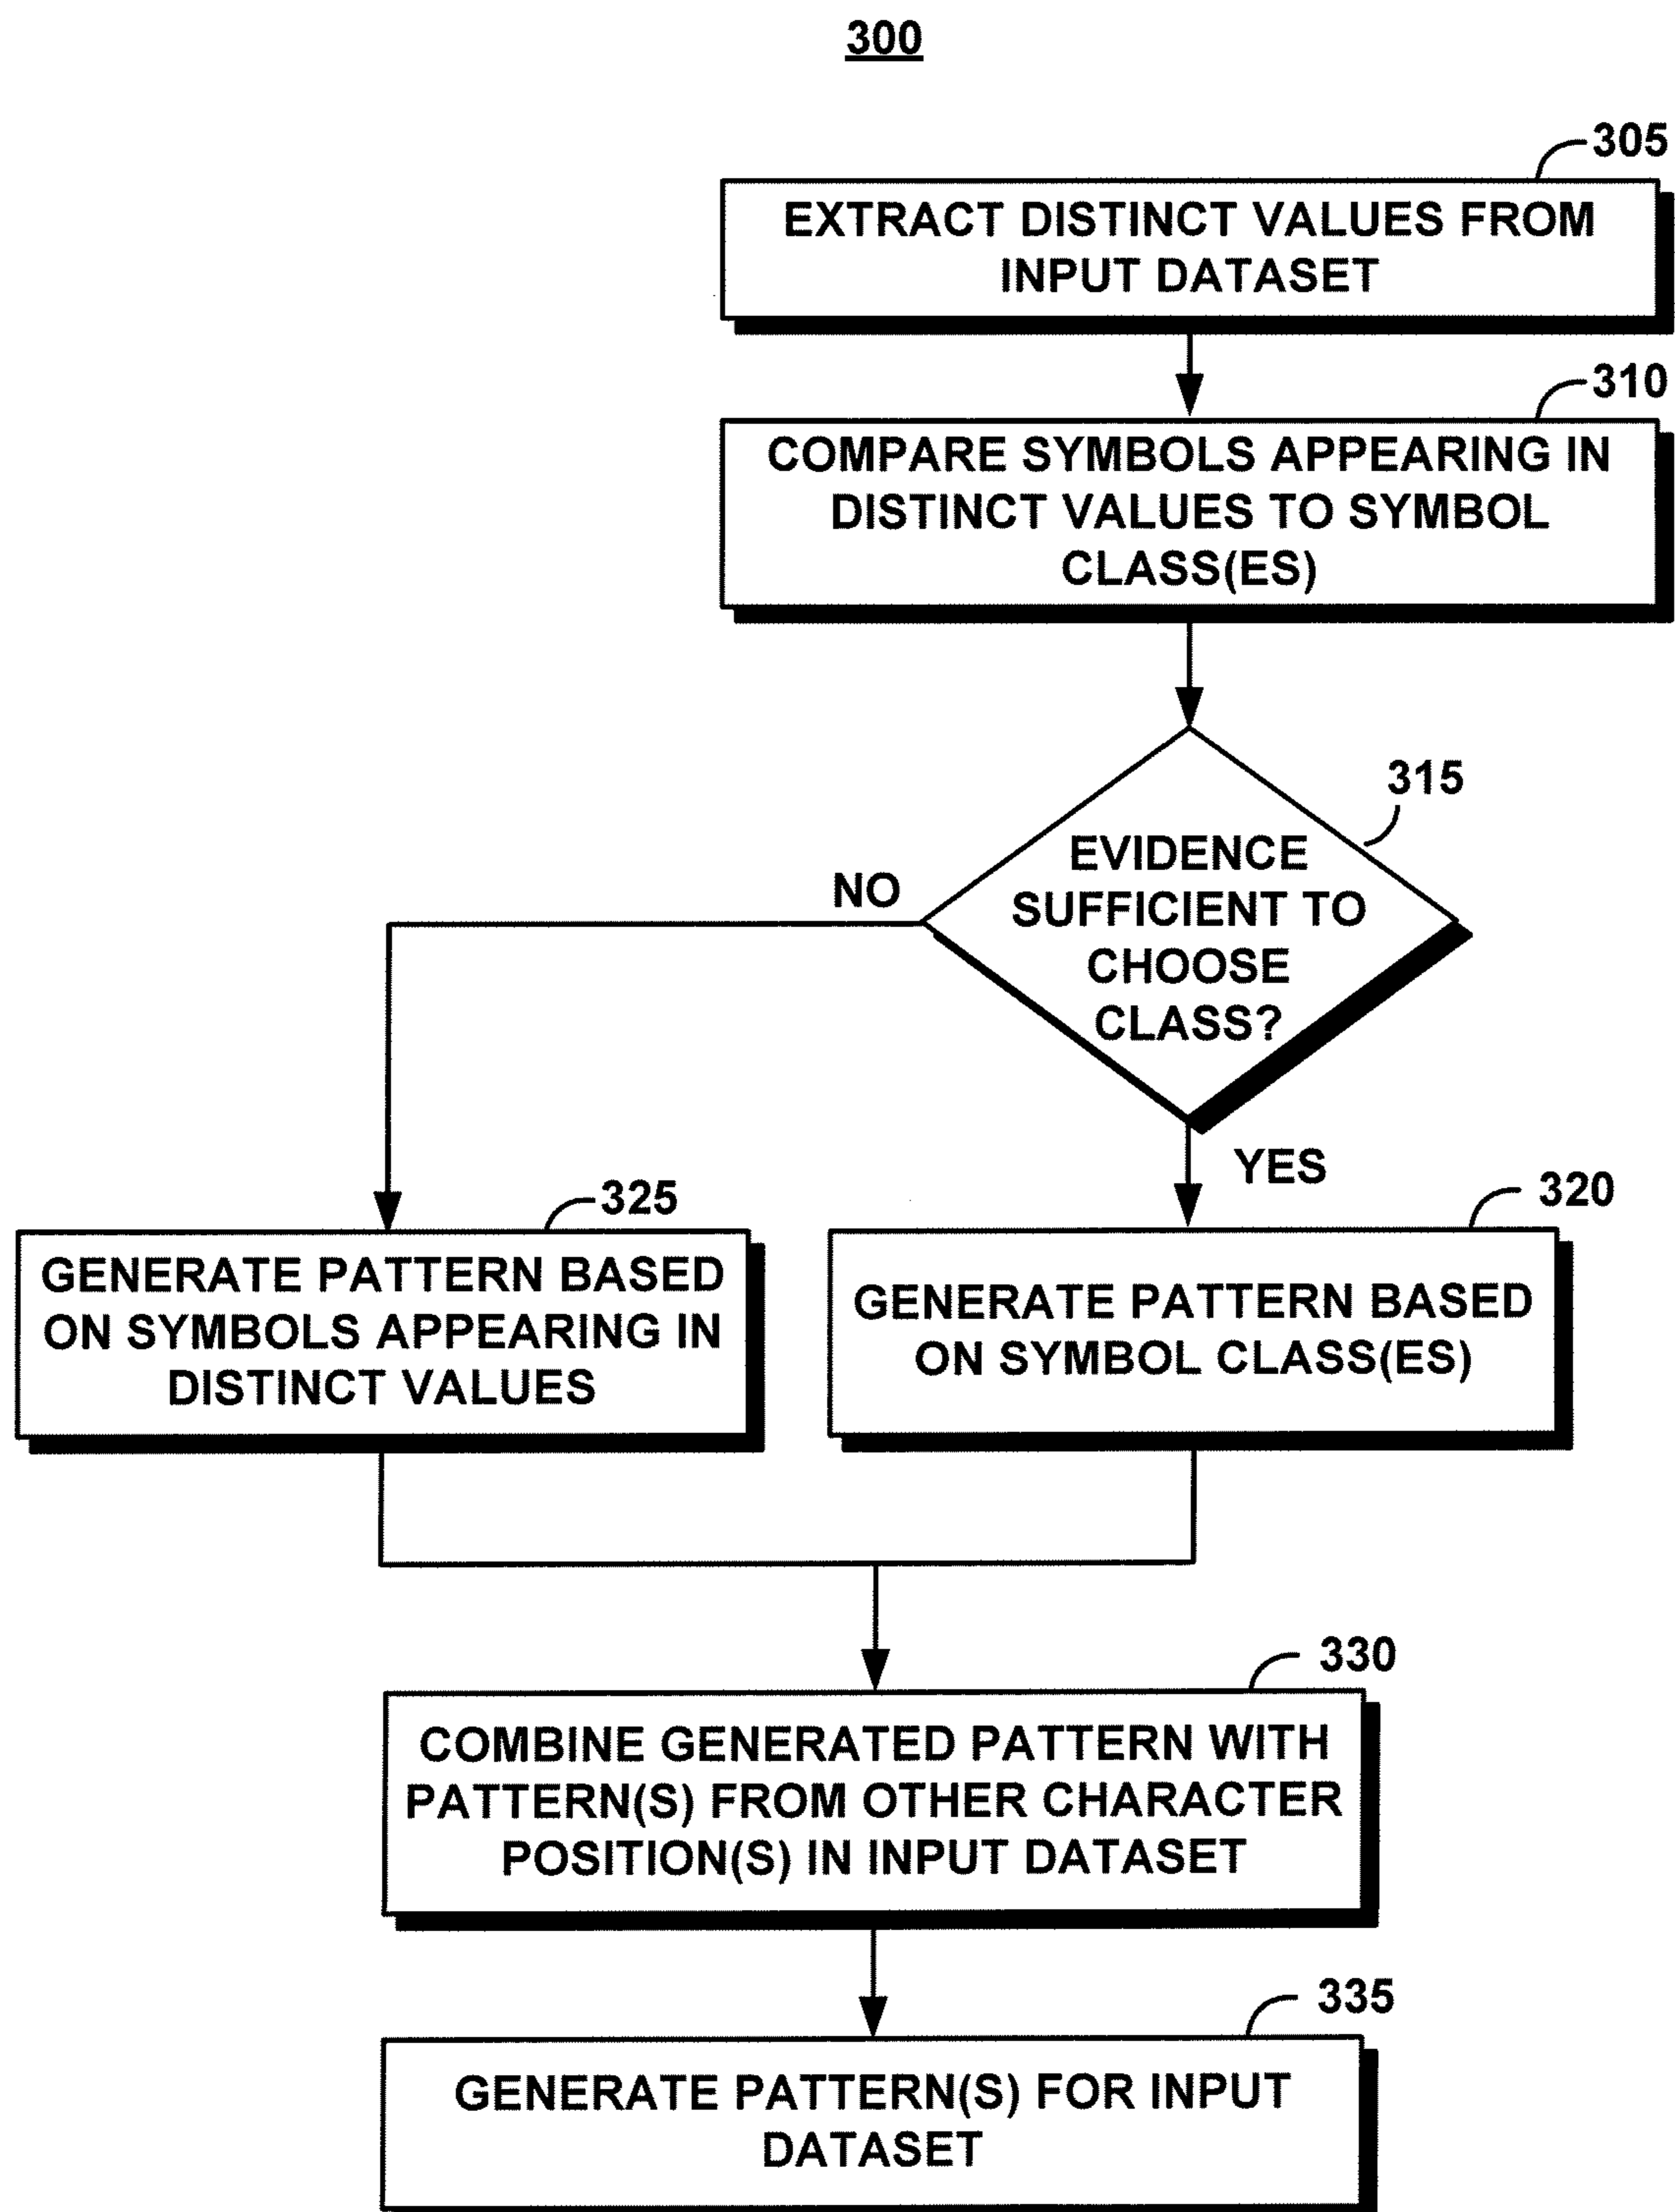 300
305
EXTRACT DISTINCT VALUES FROM
INPUT DATASET
310
COMPARE SYMBOLS APPEARING IN
DISTINCT VALUES TO SYMBOL
CLASS(ES)
315
EVIDENCE
SUFFICIENT TO
CHOOSE
CLASS?
NO
YES
325
GENERATE PATTERN BASED
ON SYMBOLS APPEARING IN
DISTINCT VALUES
320
GENERATE PATTERN BASED
ON SYMBOL CLASS(ES)
330
COMBINE GENERATED PATTERN WITH
PATTERN(S) FROM OTHER CHARACTER
POSITION(S) IN INPUT DATASET
335
GENERATE PATTERN(S) FOR INPUT
DATASET